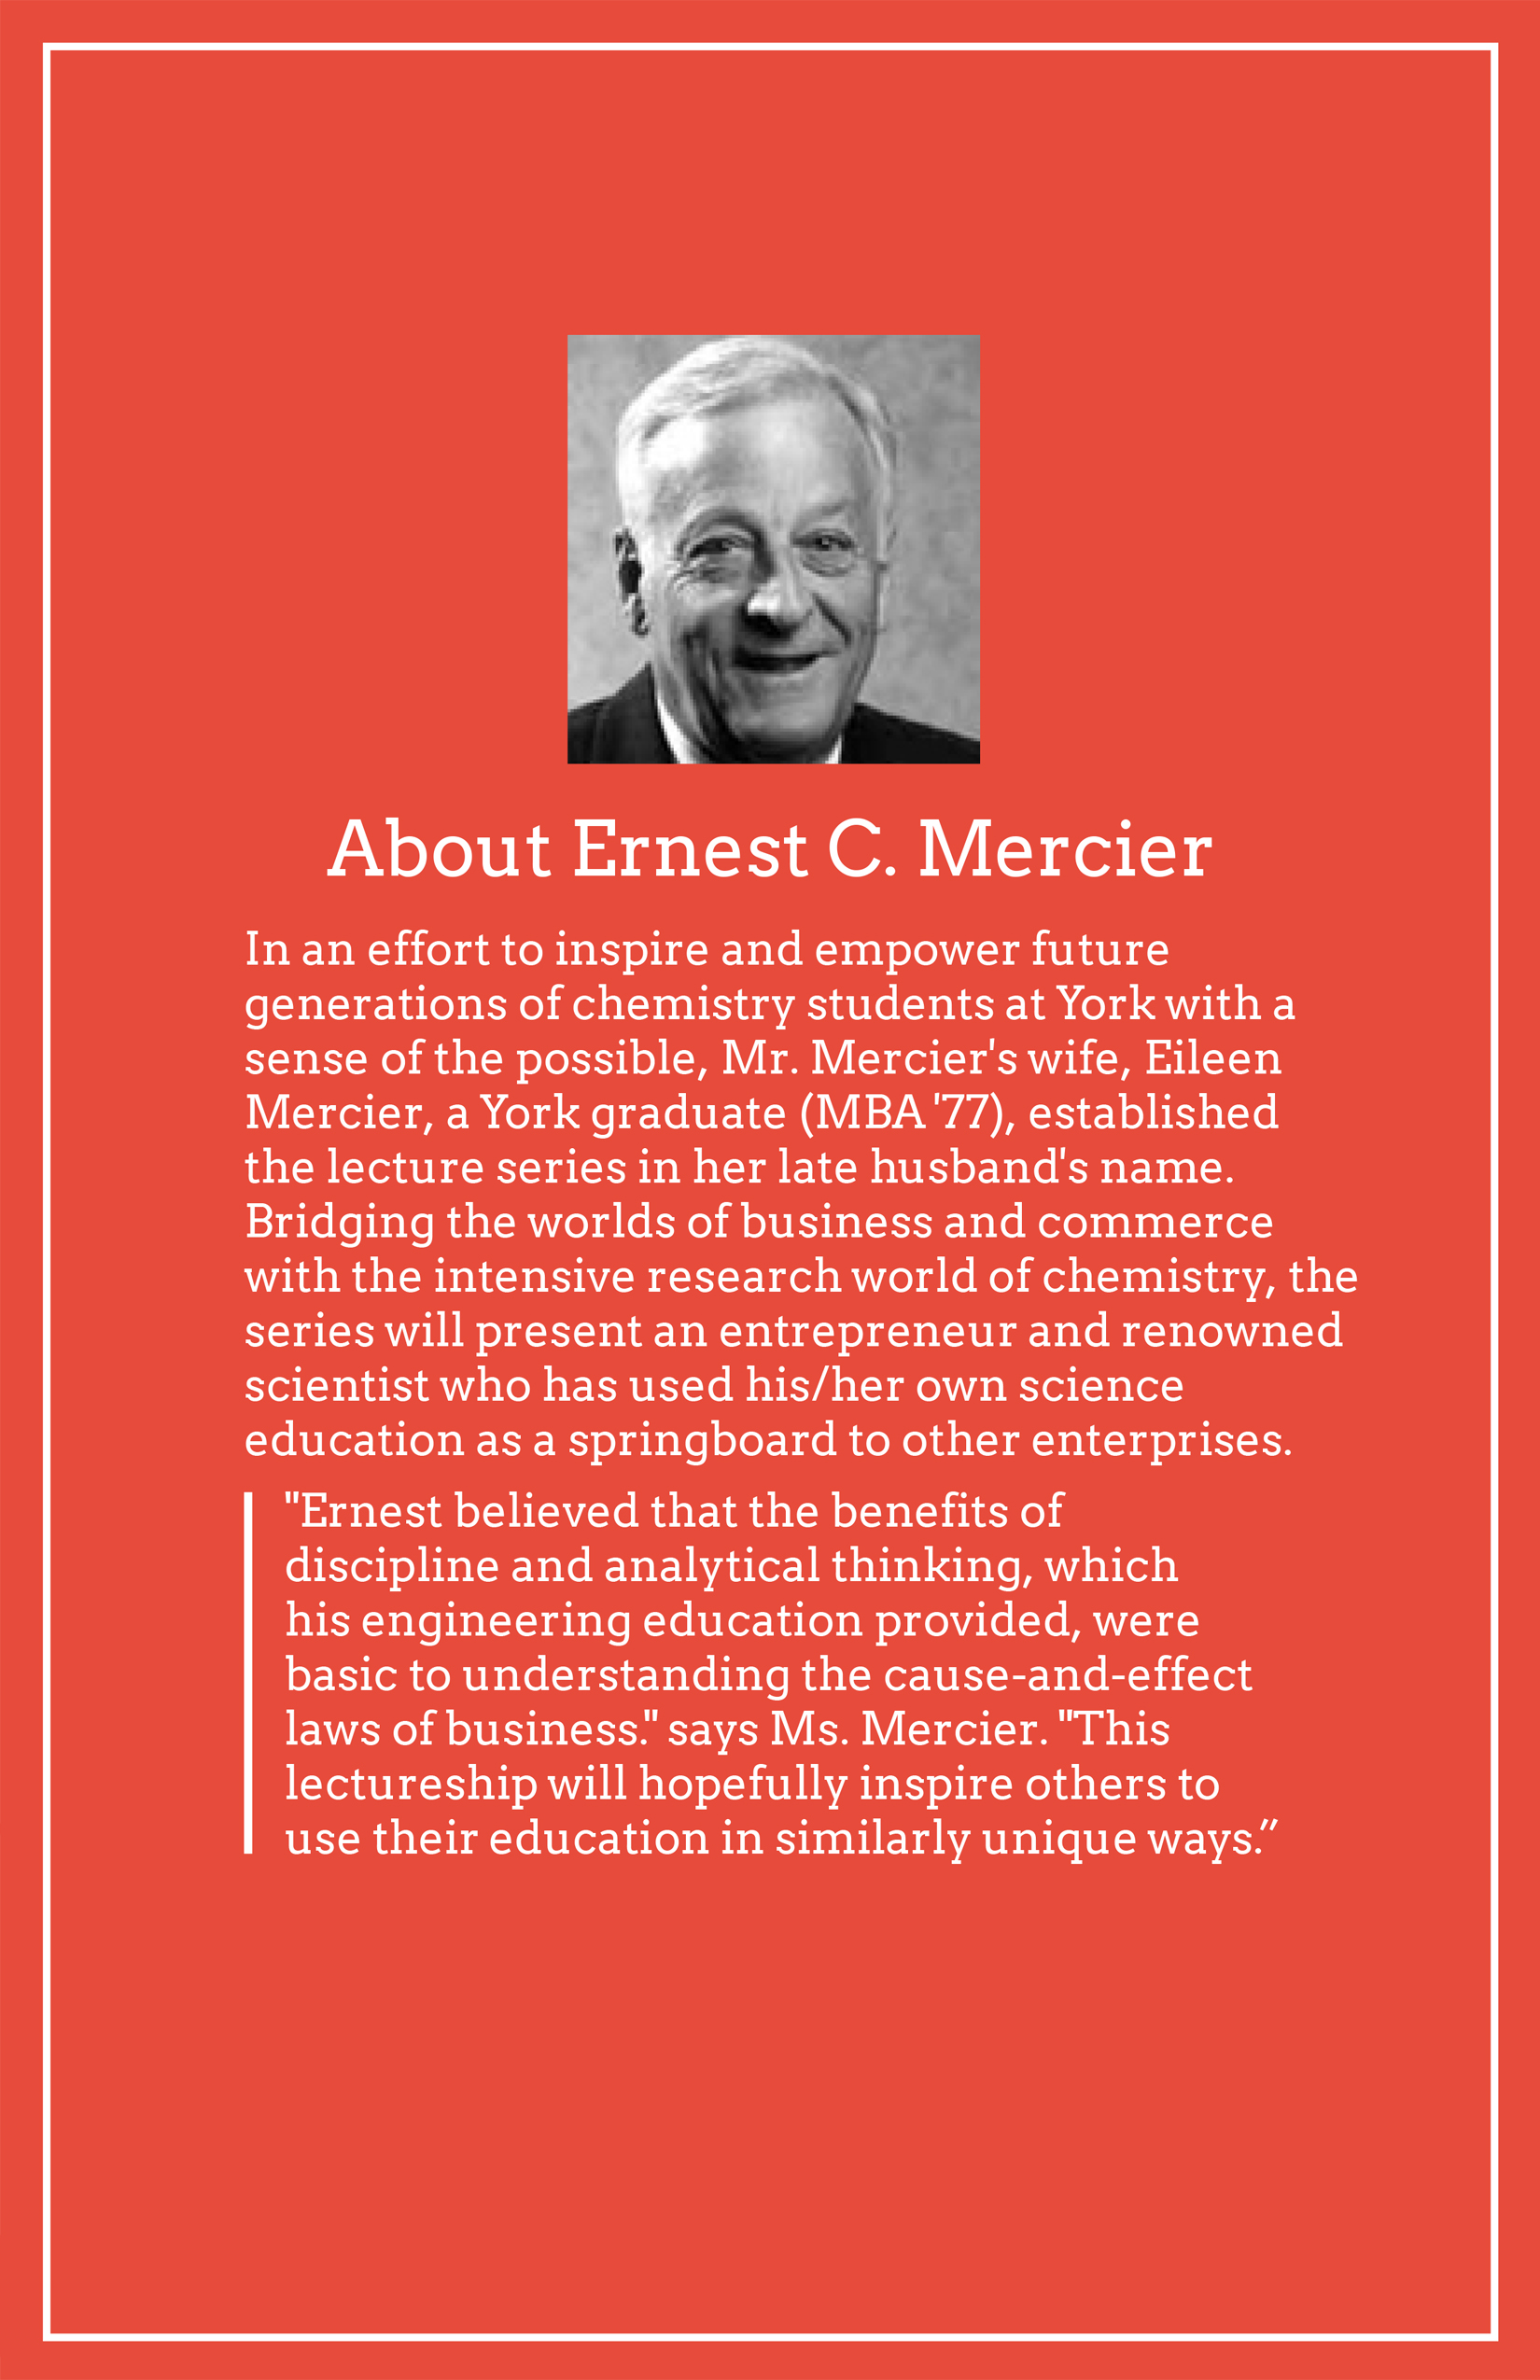 About Ernest C. Mercier
In an effort to inspire and empower future
generations of chemistry students at York with a
sense of the possible, Mr. Mercier's wife, Eileen
Mercier, a York graduate (MBA '77), established
the lecture series in her late husband's name.
Bridging the worlds of business and commerce
with the intensive research world of chemistry, the
series will present an entrepreneur and renowned
scientist who has used his/her own science
education as a springboard to other enterprises.
"Ernest believed that the benefits of
discipline and analytical thinking, which
his engineering education provided, were
basic to understanding the cause-and-effect
laws of business." says Ms. Mercier. "This
lectureship will hopefully inspire others to
use their education in similarly unique ways.”